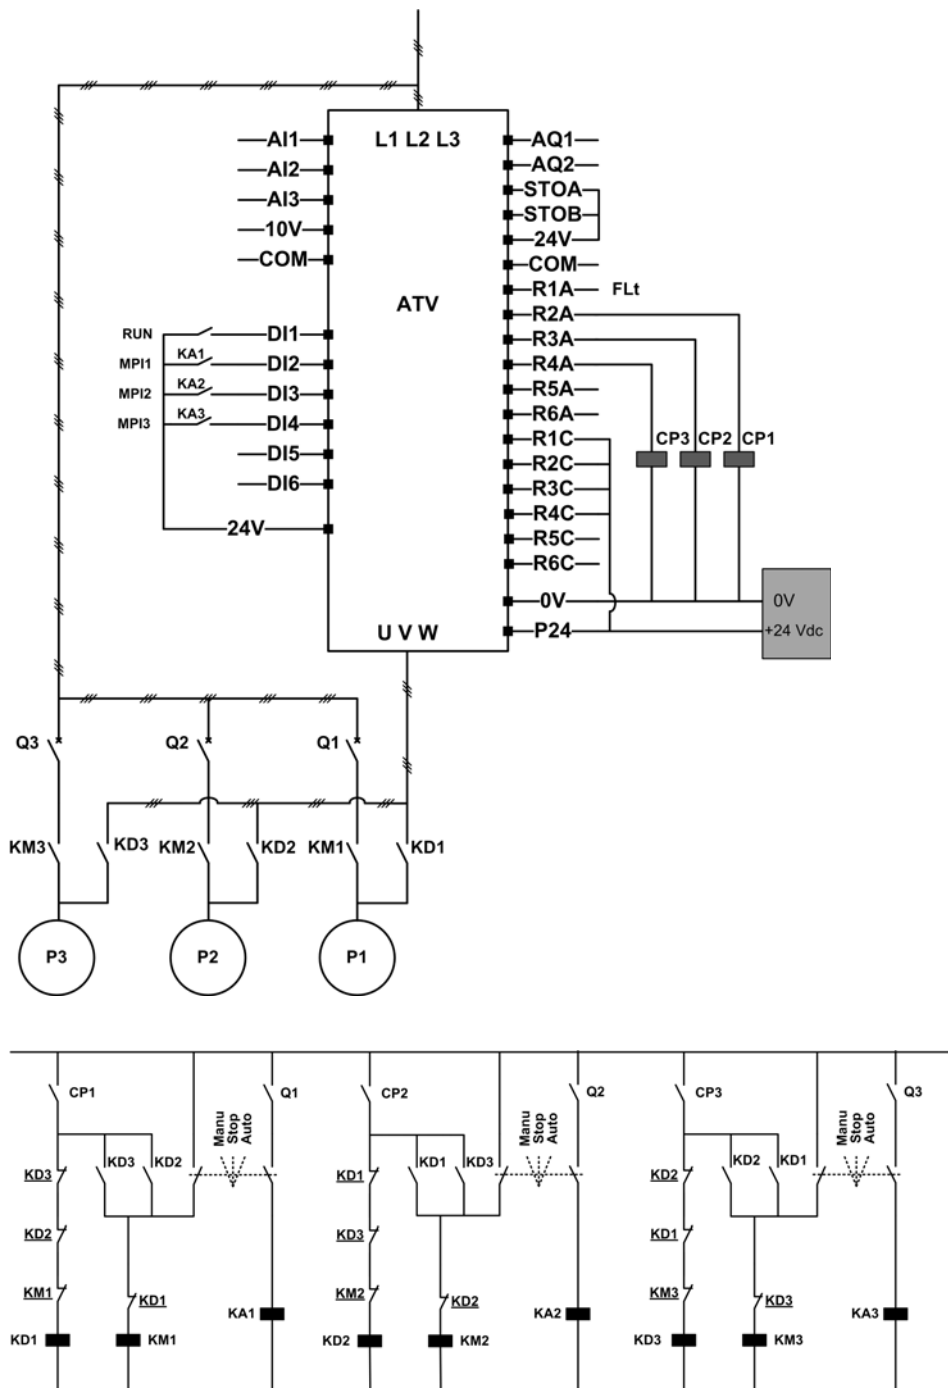 L1 L2 L3
AI1
AI2
AI3
10V
COM
AQ1
AQ2
STOA
STOB
24V
COM
R1A FLt
R2A
R3A
R4A
R5A
R6A
R1C
R2C
R3C
R4C
R5C
R6C
0V
P24
ATV
RUN DI1
MPI1 KA1 DI2
MPI2 KA2 DI3
MPI3 KA3 DI4
DI5
DI6
24V
CP3 CP2 CP1
0V
+24 Vdc
U V W
Q3 Q2 Q1
KM3 KD3 KM2 KD2 KM1 KD1
P3 P2 P1
CP1 Q1 CP2 Q2 CP3 Q3
Manu
Stop
Auto
Manu
Stop
Auto
Manu
Stop
Auto
KD3 KD3 KD2 KD1 KD1 KD3 KD2 KD2 KD1
KD2 KD3 KD1
KM1 KD1 KM2 KD2 KM3 KD3
KA1 KA2 KA3
KD1 KM1 KD2 KM2 KD3 KM3